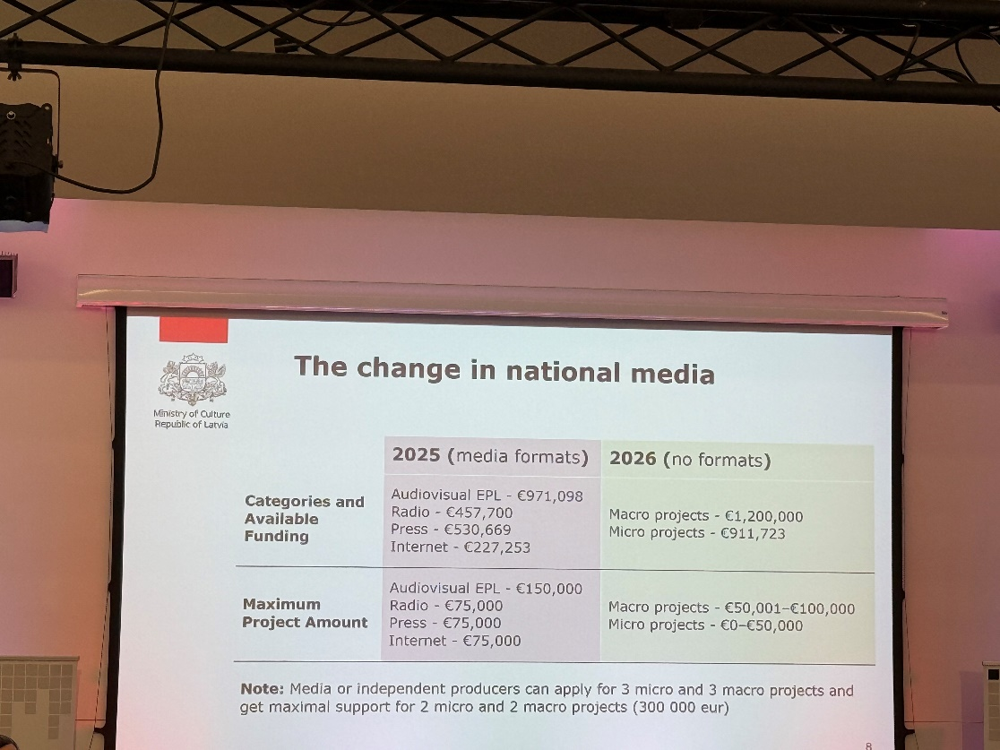 The change in national media
Ministry of Culture
Republic of Latvia
2025 (media formats)
2026 (no formats)
Categories and
Available
Funding
Audiovisual EPL - €971,098
Radio - €457,700
Press - €530,669
Internet - €227,253
Macro projects - €1,200,000
Micro projects - €911,723
Maximum
Project Amount
Audiovisual EPL - €150,000
Radio - €75,000
Press - €75,000
Internet - €75,000
Macro projects - €50,001–€100,000
Micro projects - €0–€50,000
Note: Media or independent producers can apply for 3 micro and 3 macro projects and
get maximal support for 2 micro and 2 macro projects (300 000 eur)
8